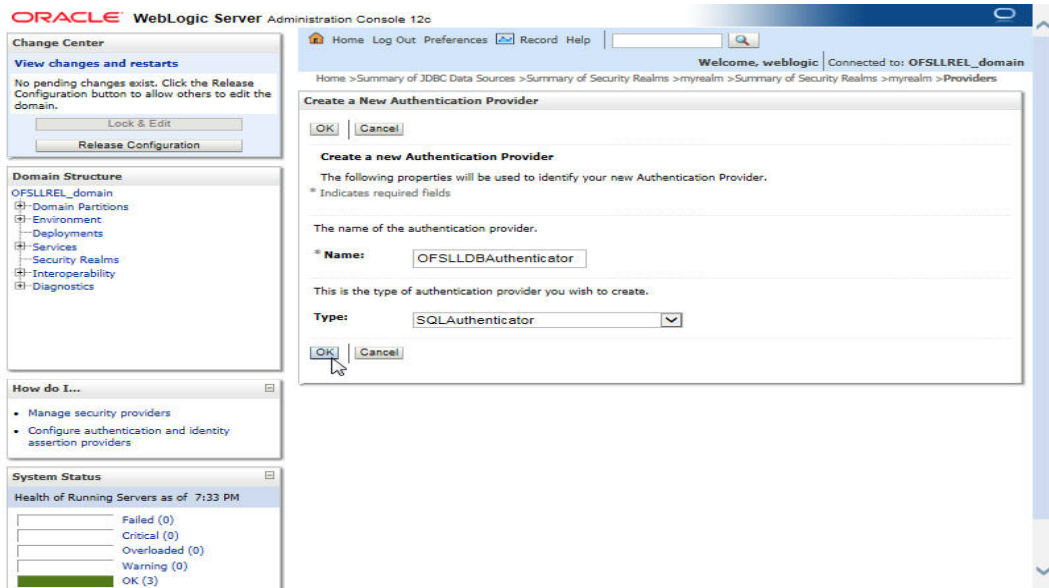 ORACLE WebLogic Server Administration Console 12c
Change Center
View changes and restarts
No pending changes exist. Click the Release
Configuration button to allow others to edit the
domain.
Lock & Edit
Release Configuration
Domain Structure
OFSLLREL_domain
Domain Partitions
Environment
Deployments
Services
Security Realms
Interoperability
Diagnostics
How do I...
Manage security providers
Configure authentication and identity
assertion providers
System Status
Health of Running Servers as of 7:33 PM
Failed (0)
Critical (0)
Overloaded (0)
Warning (0)
OK (3)
Home Log Out Preferences Record Help
Welcome, weblogic Connected to: OFSLLREL_domain
Home >Summary of JDBC Data Sources >Summary of Security Realms >myrealm >Summary of Security Realms >myrealm >Providers
Create a New Authentication Provider
OK Cancel
Create a new Authentication Provider
The following properties will be used to identify your new Authentication Provider.
* Indicates required fields
The name of the authentication provider.
* Name: OFSLLDBAuthenticator
This is the type of authentication provider you wish to create.
Type: SQLAuthenticator
OK Cancel